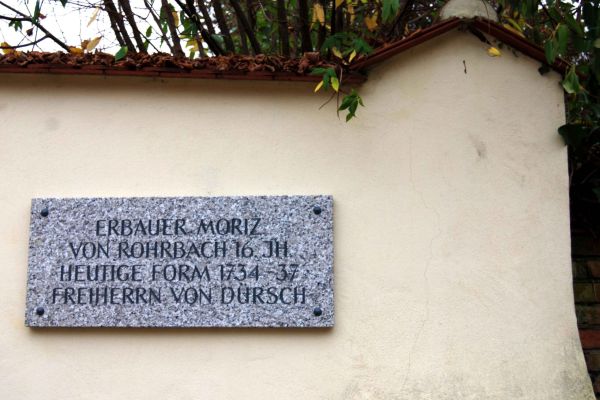 ERBAUER MORIZ
VON ROHRBACH 16. JH.
HEUTIGE FORM 1734-37
FREIHERRN VON DÜRSCH